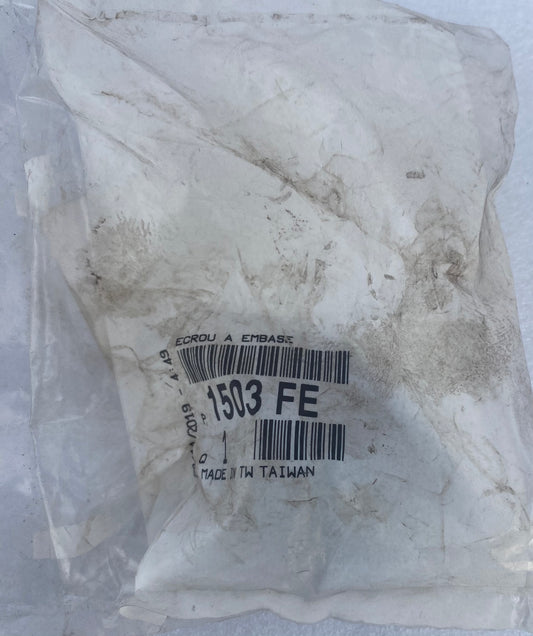 ECROU A EMBASE
1503 FE
1
MADE IN TW TAIWAN